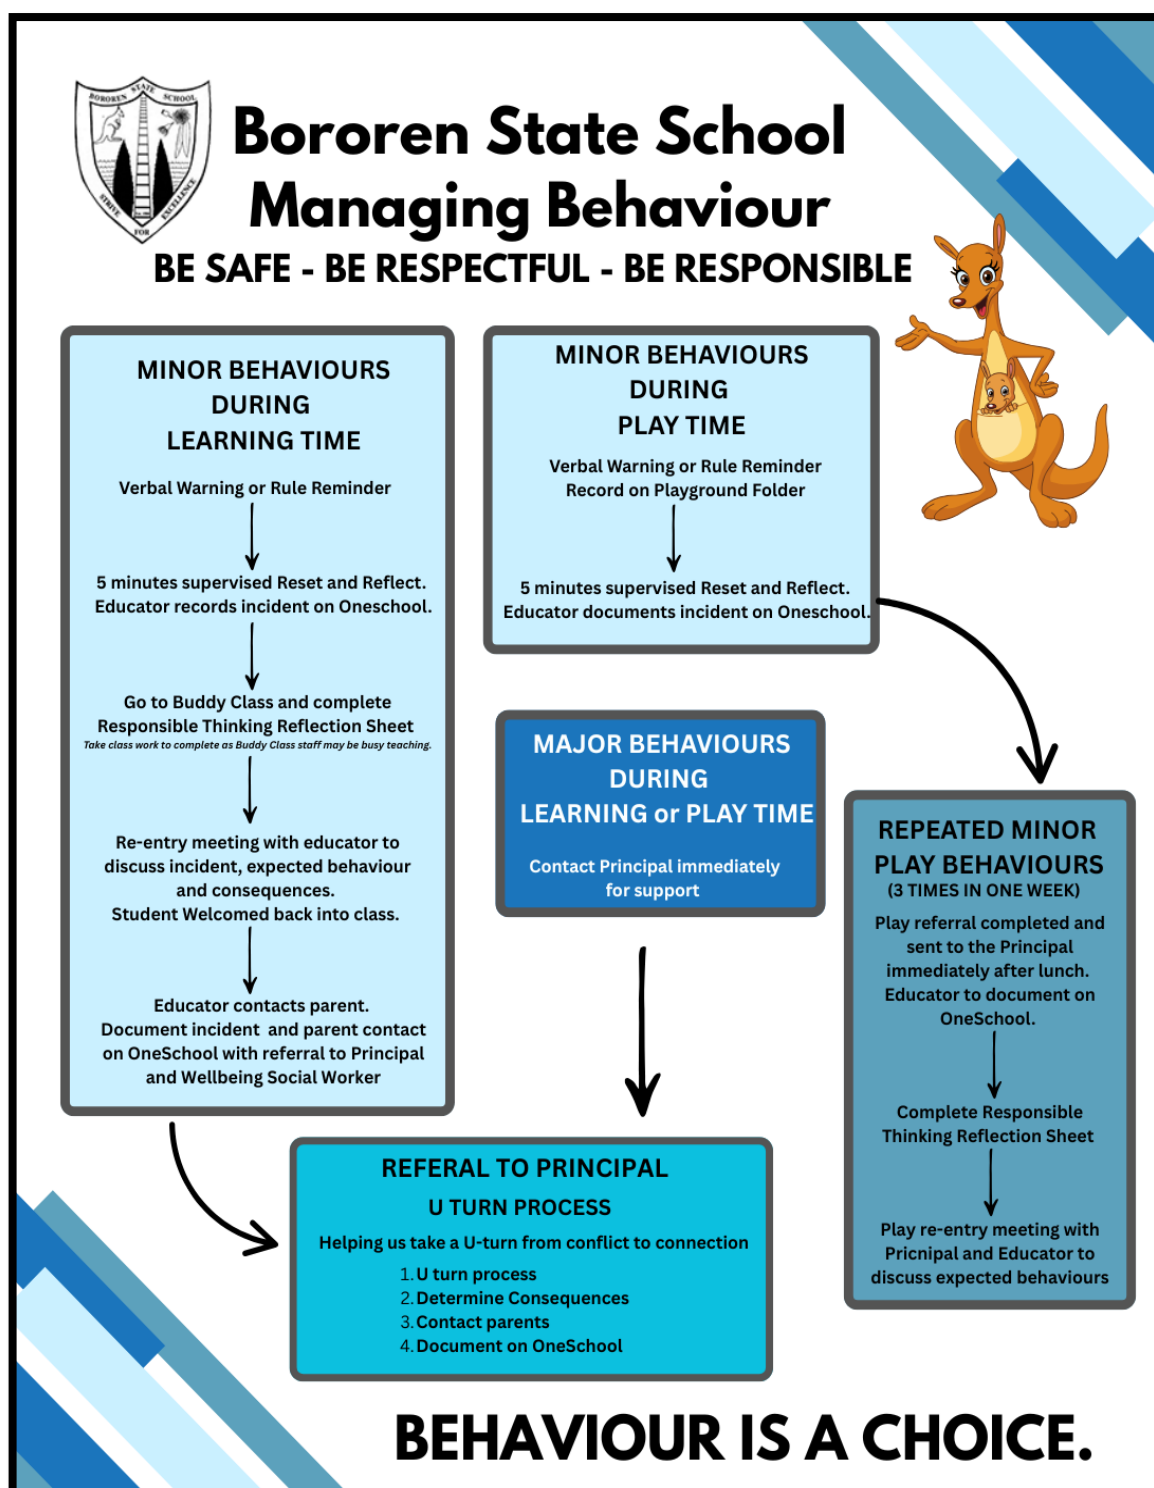 BOROREN STATE SCHOOL
STRIVE FOR EXCELLENCE
Bororen State School
Managing Behaviour
BE SAFE - BE RESPECTFUL - BE RESPONSIBLE
MINOR BEHAVIOURS
DURING
LEARNING TIME
Verbal Warning or Rule Reminder
5 minutes supervised Reset and Reflect.
Educator records incident on Oneschool.
Go to Buddy Class and complete
Responsible Thinking Reflection Sheet
Take class work to complete as Buddy Class staff may be busy teaching.
Re-entry meeting with educator to
discuss incident, expected behaviour
and consequences.
Student Welcomed back into class.
Educator contacts parent.
Document incident and parent contact
on OneSchool with referral to Principal
and Wellbeing Social Worker
MINOR BEHAVIOURS
DURING
PLAY TIME
Verbal Warning or Rule Reminder
Record on Playground Folder
5 minutes supervised Reset and Reflect.
Educator documents incident on Oneschool.
MAJOR BEHAVIOURS
DURING
LEARNING or PLAY TIME
Contact Principal immediately
for support
REPEATED MINOR
PLAY BEHAVIOURS
(3 TIMES IN ONE WEEK)
Play referral completed and
sent to the Principal
immediately after lunch.
Educator to document on
OneSchool.
Complete Responsible
Thinking Reflection Sheet
Play re-entry meeting with
Pricnipal and Educator to
discuss expected behaviours
REFERAL TO PRINCIPAL
U TURN PROCESS
Helping us take a U-turn from conflict to connection
1. U turn process
2. Determine Consequences
3. Contact parents
4. Document on OneSchool
BEHAVIOUR IS A CHOICE.